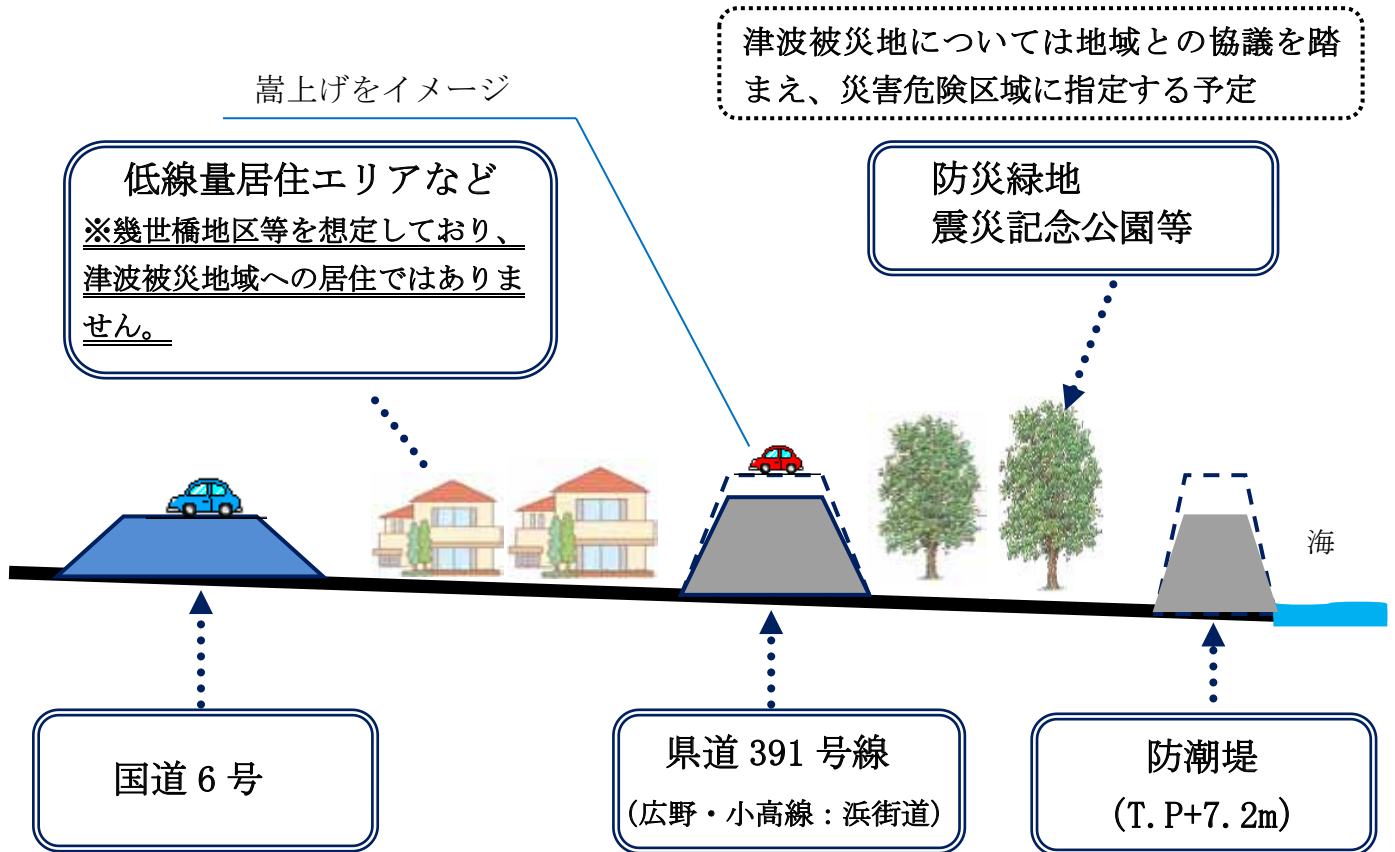 津波被災地については地域との協議を踏
まえ、災害危険区域に指定する予定
嵩上げをイメージ
低線量居住エリアなど
※幾世橋地区等を想定しており、
津波被災地域への居住ではありま
せん。
防災緑地
震災記念公園等
海
国道6号
県道391号線
(広野・小高線：浜街道)
防潮堤
(T.P+7.2m)